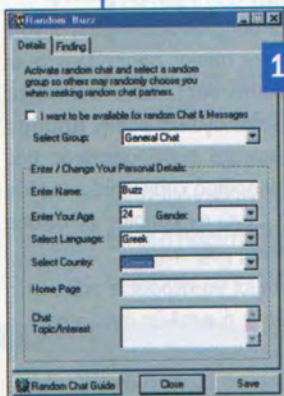 Random Buzz
Details Finding
1
Activate random chat and select a random
group so others may randomly choose you
when seeking random chat partners.
I want to be available for random Chat & Messages
Select Group: General Chat
Enter / Change Your Personal Details:
Enter Name: Buzz
Enter Your Age 24 Gender:
Select Language: Greek
Select Country: Greece
Home Page
Chat
Topic/Interest:
Random Chat Guide Close Save